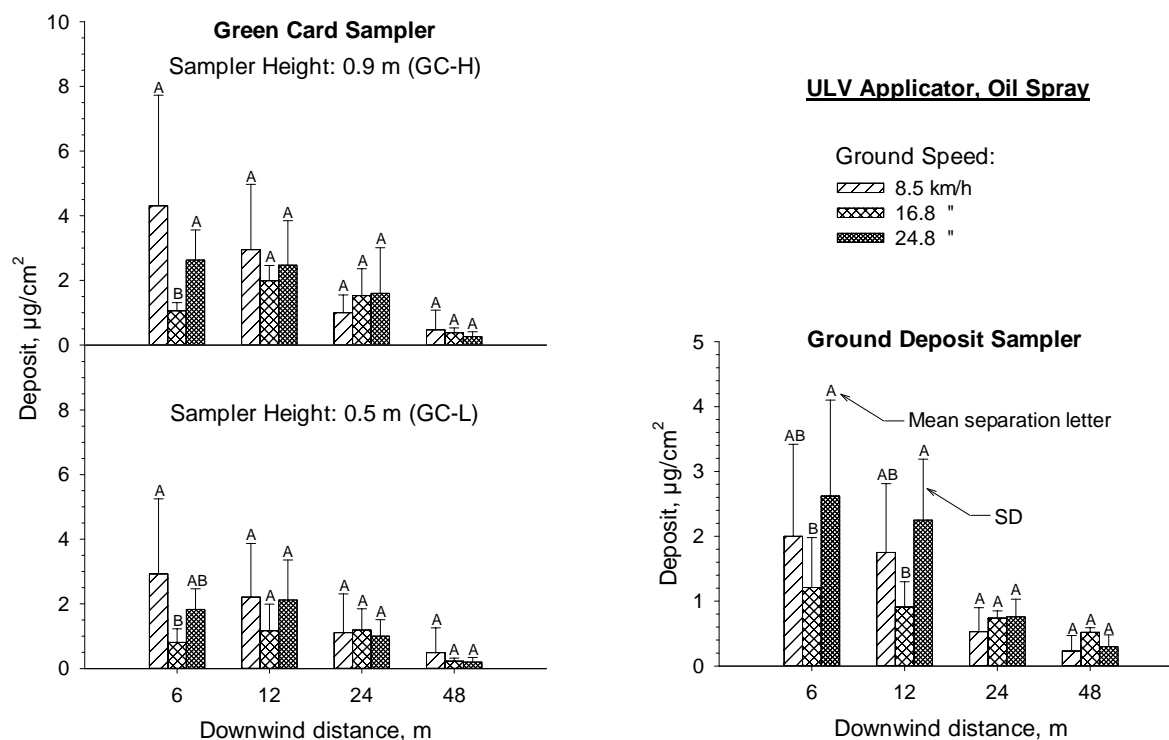 Green Card Sampler
Sampler Height: 0.9 m (GC-H)
10
8
6
4
2
0
A
B
A
A
A
A
A
A
A
A
A
A
Deposit, µg/cm²
Sampler Height: 0.5 m (GC-L)
8
6
4
2
0
A
B
AB
A
A
A
A
A
A
A
A
A
6 12 24 48
Downwind distance, m
ULV Applicator, Oil Spray
Ground Speed:
8.5 km/h
16.8 "
24.8 "
Ground Deposit Sampler
5
4
3
2
1
0
Deposit, µg/cm²
AB
B
A
AB
B
A
A
A
A
A
A
A
Mean separation letter
SD
6 12 24 48
Downwind distance, m